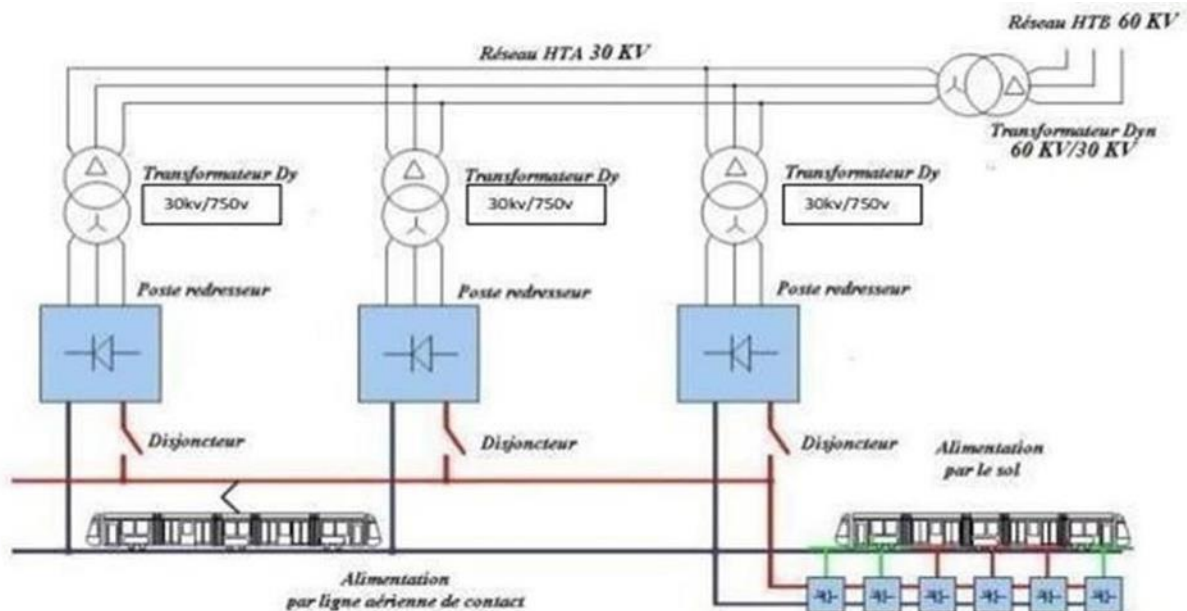 Réseau HTB 60 KV
Réseau HTA 30 KV
Transformateur Dyn
60 KV/30 KV
Transformateur Dy
30kv/750v
Transformateur Dy
30kv/750v
Transformateur Dy
30kv/750v
Poste redresseur
Poste redresseur
Poste redresseur
Disjoncteur
Disjoncteur
Disjoncteur
Alimentation
par le sol
Alimentation
par ligne aérienne de contact